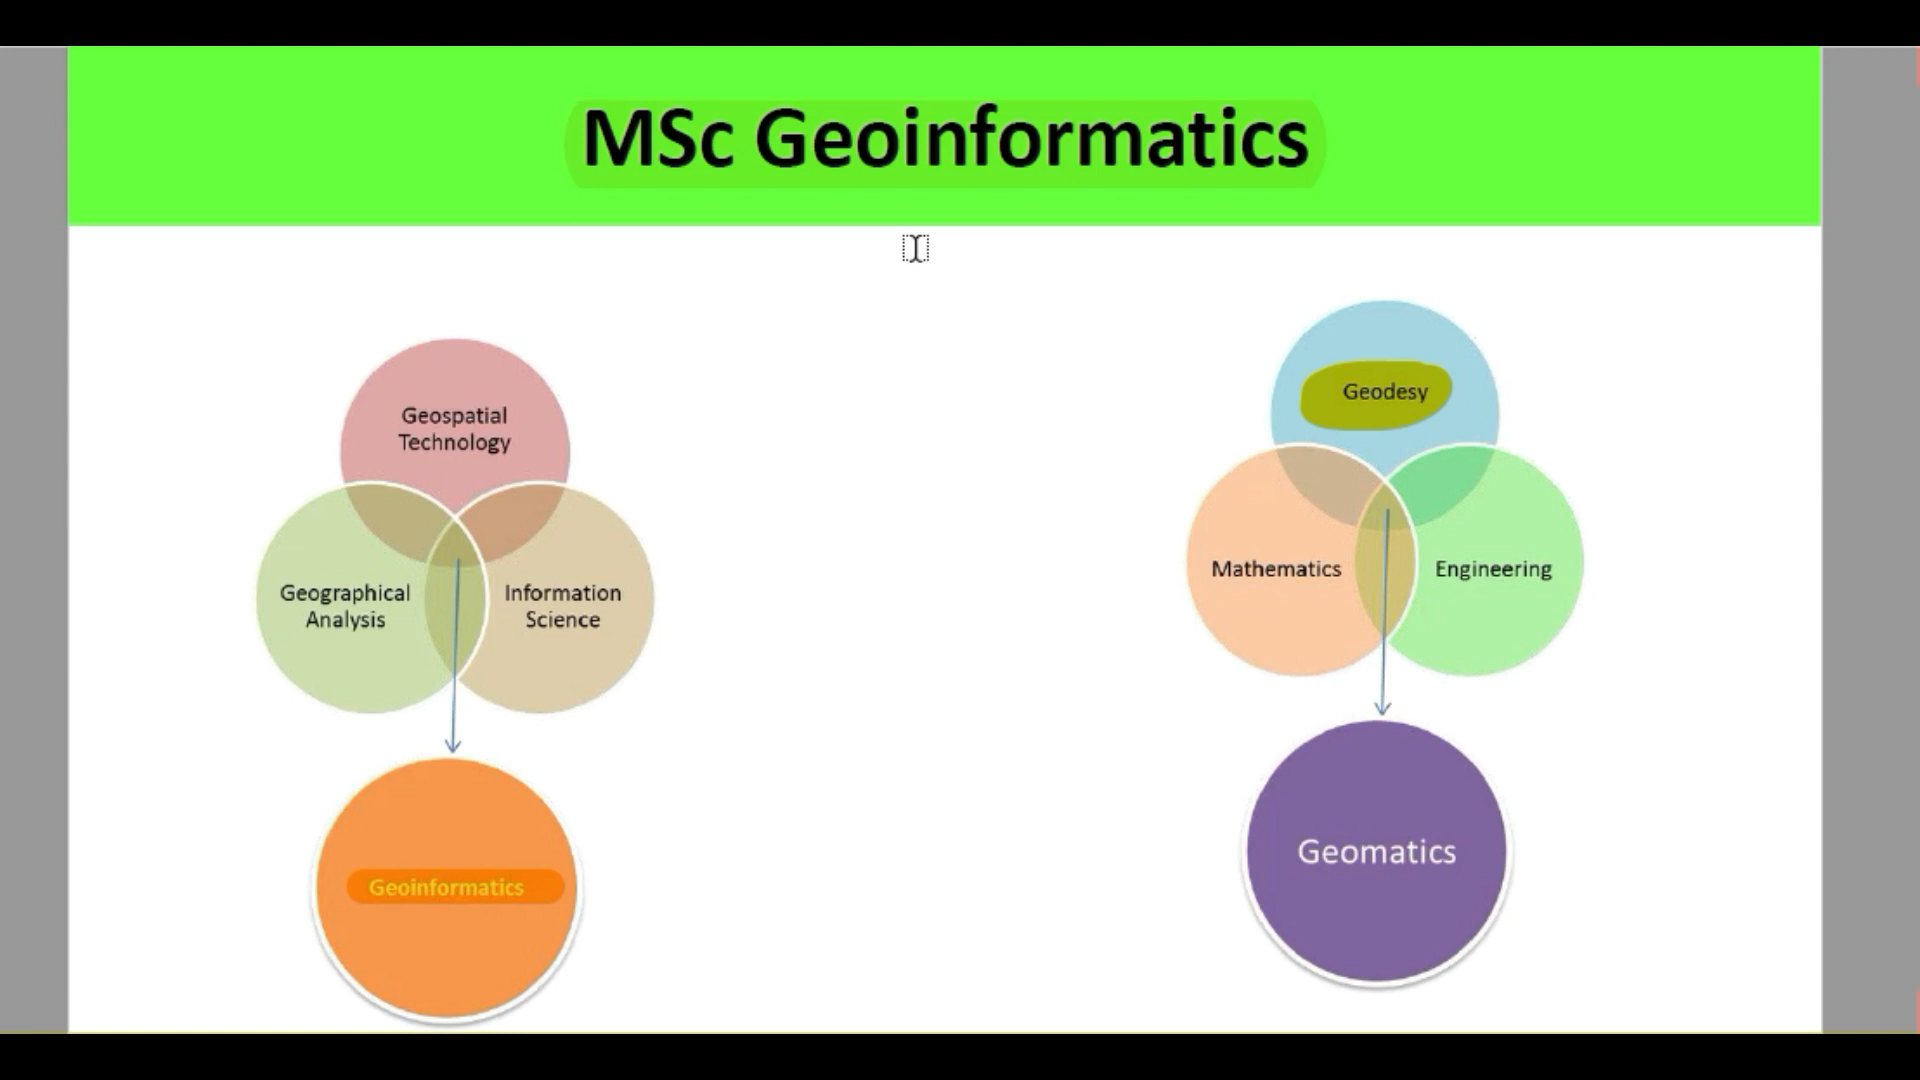 MSc Geoinformatics
Geospatial
Technology
Geographical
Analysis
Information
Science
Geoinformatics
Geodesy
Mathematics
Engineering
Geomatics